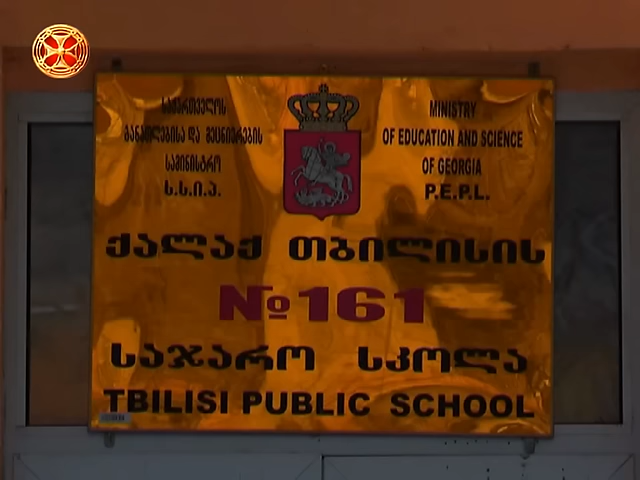 საქართველოს
განათლებისა და მეცნიერების
სამინისტრო
ს.ს.ი.პ.
MINISTRY
OF EDUCATION AND SCIENCE
OF GEORGIA
P.E.P.L.
ქალაქ თბილისის
№161
საჯარო სკოლა
TBILISI PUBLIC SCHOOL